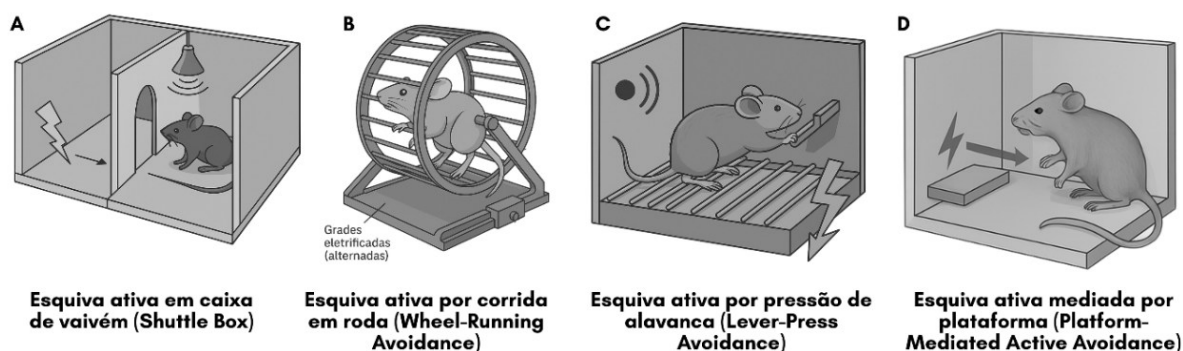 A
B
C
D
Grades
eletrificadas
(alternadas)
Esquiva ativa em caixa
de vaivém (Shuttle Box)
Esquiva ativa por corrida
em roda (Wheel-Running
Avoidance)
Esquiva ativa por pressão de
alavanca (Lever-Press
Avoidance)
Esquiva ativa mediada por
plataforma (Platform-
Mediated Active Avoidance)